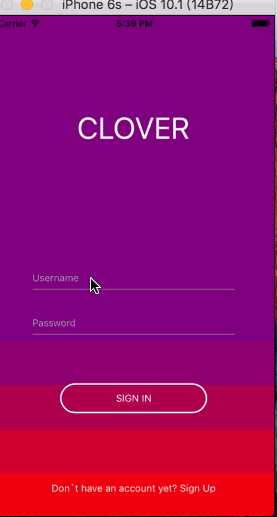 iPhone 6s – iOS 10.1 (14B72)
Carrier 5:39 PM
CLOVER
Username
Password
SIGN IN
Don`t have an account yet? Sign Up